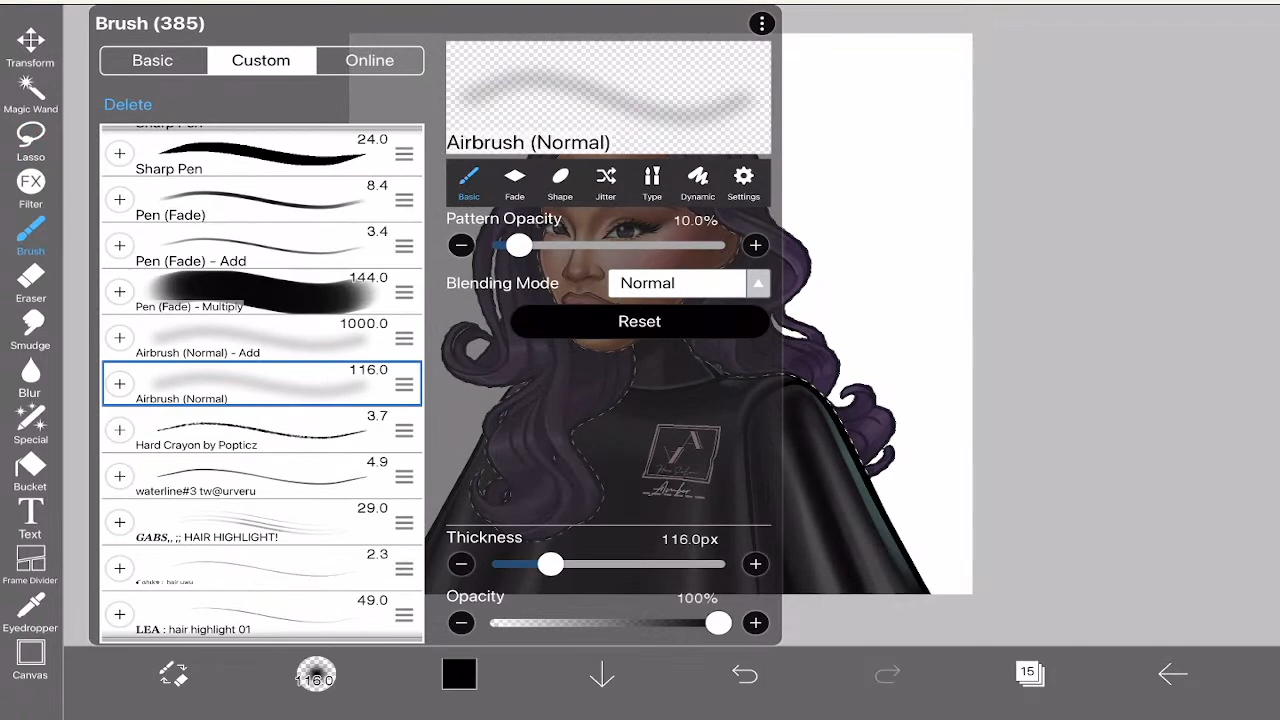 Brush (385)
Basic
Custom
Online
Delete
Sharp Pen
24.0
Sharp Pen
8.4
Pen (Fade)
3.4
Pen (Fade) - Add
144.0
Pen (Fade) - Multiply
1000.0
Airbrush (Normal) - Add
116.0
Airbrush (Normal)
3.7
Hard Crayon by Popticz
4.9
waterline#3 tw@urveru
29.0
GABS,, ;; HAIR HIGHLIGHT!
2.3
hair uwu
49.0
LEA : hair highlight 01
Transform
Magic Wand
Lasso
FX
Filter
Brush
Eraser
Smudge
Blur
Special
Bucket
T
Text
Frame Divider
Eyedropper
Canvas
Airbrush (Normal)
Basic
Fade
Shape
Jitter
Type
Dynamic
Settings
Pattern Opacity
10.0%
Blending Mode
Normal
Reset
Thickness
116.0px
Opacity
100%
116.0
15